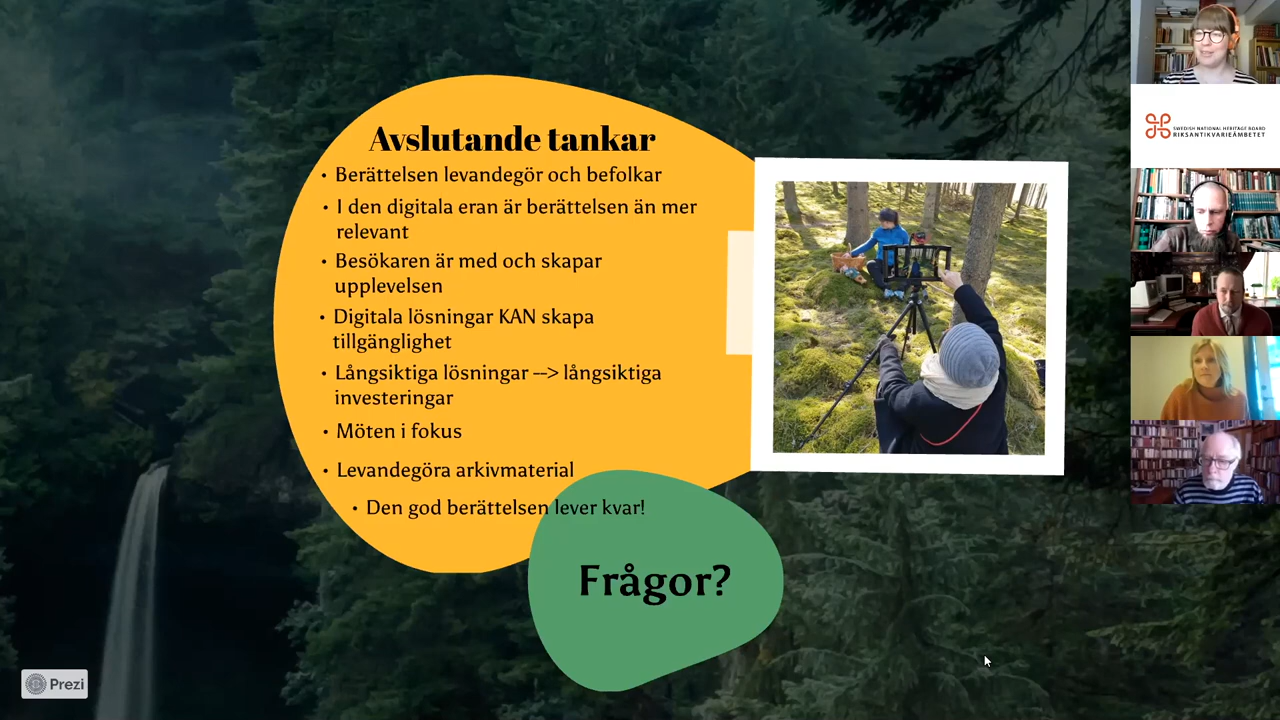 Avslutande tankar
• Berättelsen levandegör och befolkar
• I den digitala eran är berättelsen än mer
relevant
• Besökaren är med och skapar
upplevelsen
• Digitala lösningar KAN skapa
tillgänglighet
• Långsiktiga lösningar --> långsiktiga
investeringar
• Möten i fokus
• Levandegöra arkivmaterial
• Den god berättelsen lever kvar!
Frågor?
Prezi
SWEDISH NATIONAL HERITAGE BOARD
RIKSANTIKVARIEÄMBETET